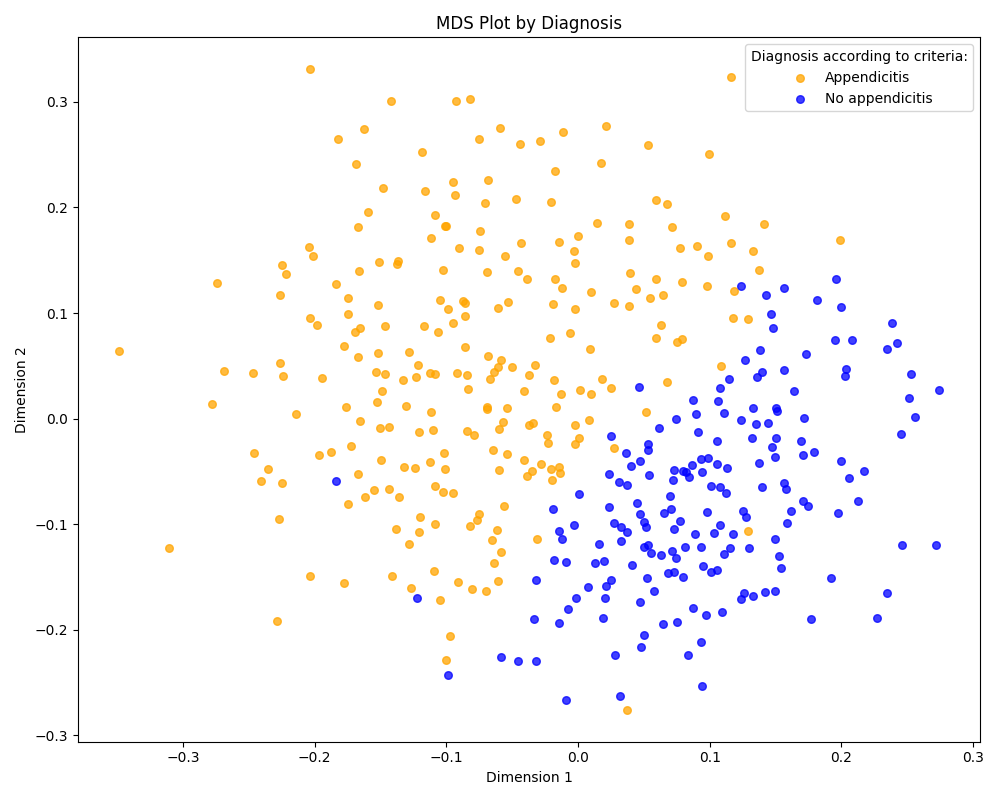 MDS Plot by Diagnosis
Diagnosis according to criteria:
Appendicitis
No appendicitis
Dimension 2
0.3
0.2
0.1
0.0
−0.1
−0.2
−0.3
−0.3
−0.2
−0.1
0.0
0.1
0.2
0.3
Dimension 1